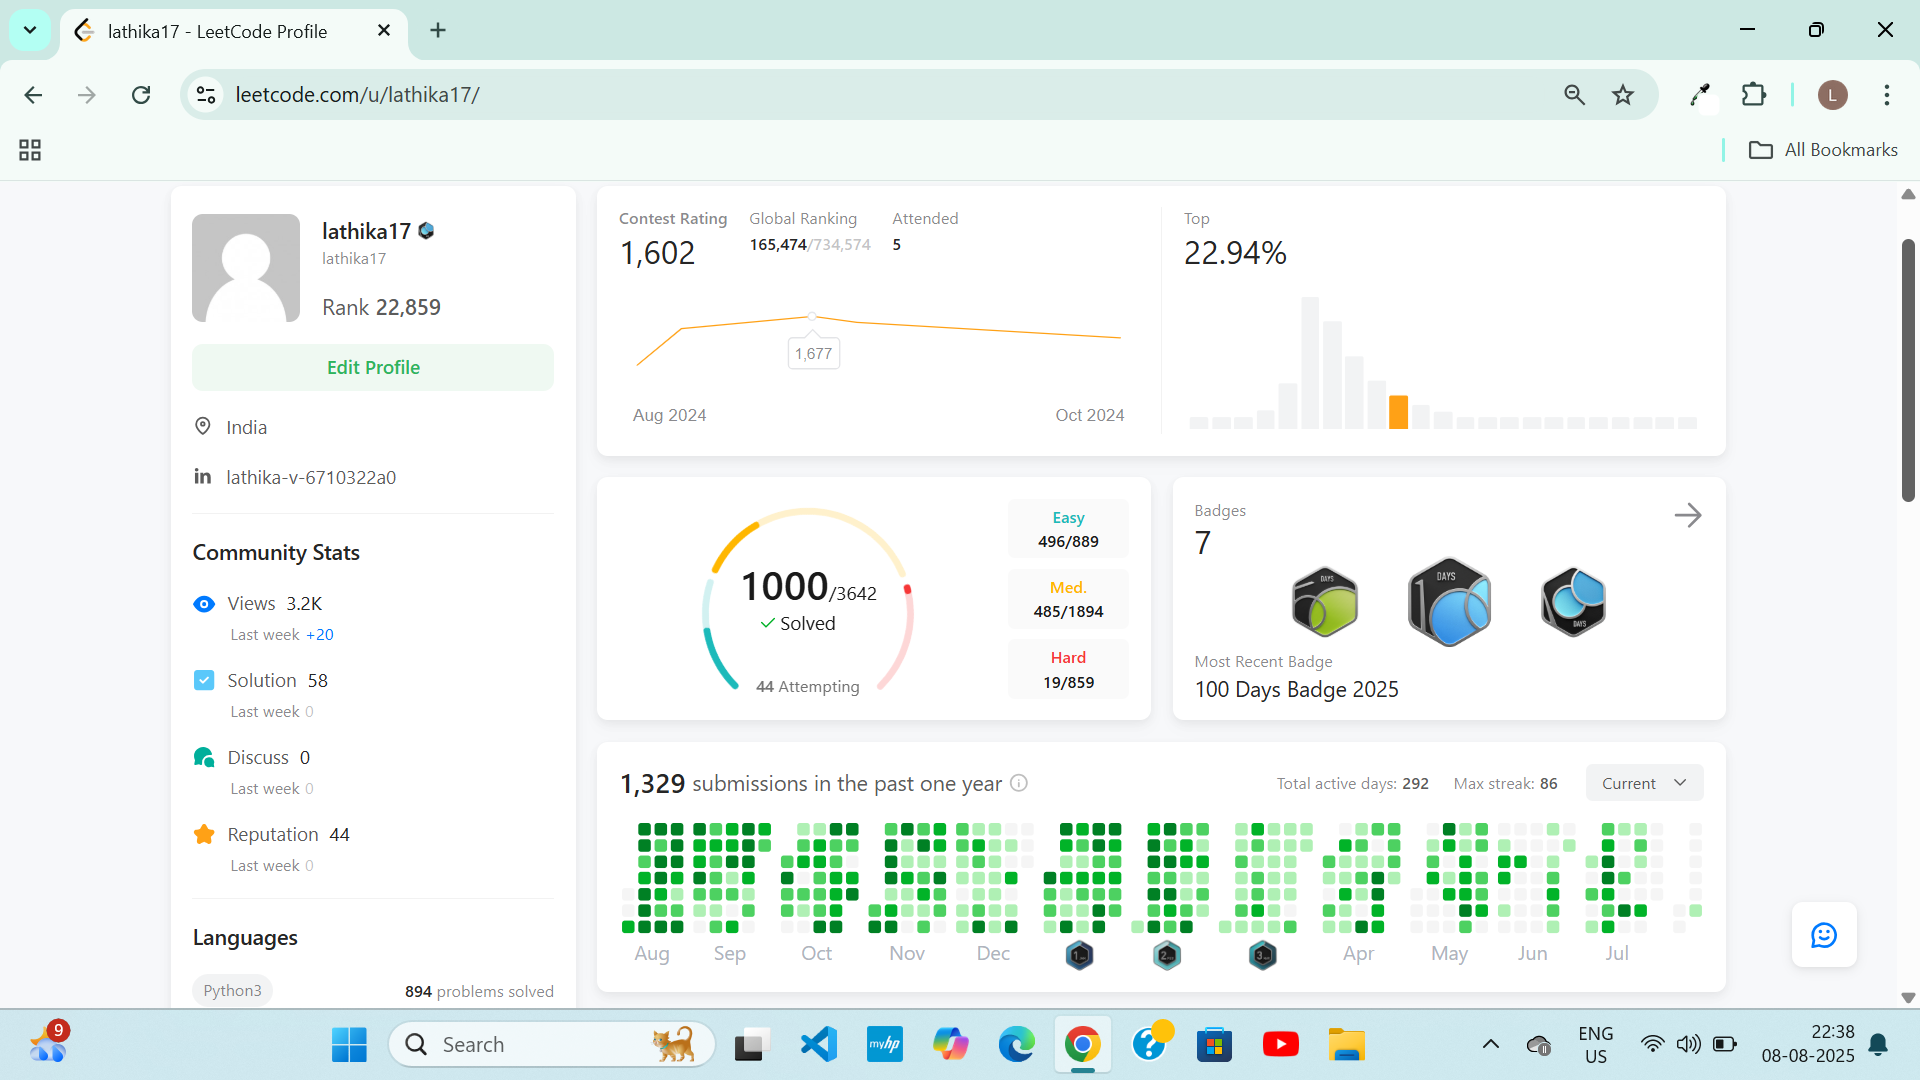 lathika17 - LeetCode Profile
leetcode.com/u/lathika17/
L
All Bookmarks
lathika17
lathika17
Rank 22,859
Edit Profile
India
in lathika-v-6710322a0
Community Stats
Views 3.2K
Last week +20
Solution 58
Last week 0
Discuss 0
Last week 0
Reputation 44
Last week 0
Languages
Python3 894 problems solved
Contest Rating
1,602
Global Ranking
165,474/734,574
Attended
5
1,677
Aug 2024 Oct 2024
Top
22.94%
1000/3642
Solved
44 Attempting
Easy
496/889
Med.
485/1894
Hard
19/859
Badges
7
DAYS
DAYS
DAYS
Most Recent Badge
100 Days Badge 2025
1,329 submissions in the past one year
Total active days: 292 Max streak: 86 Current
Aug Sep Oct Nov Dec 1 2 3 Apr May Jun Jul
9
Search
myhp
ENG
US
22:38
08-08-2025